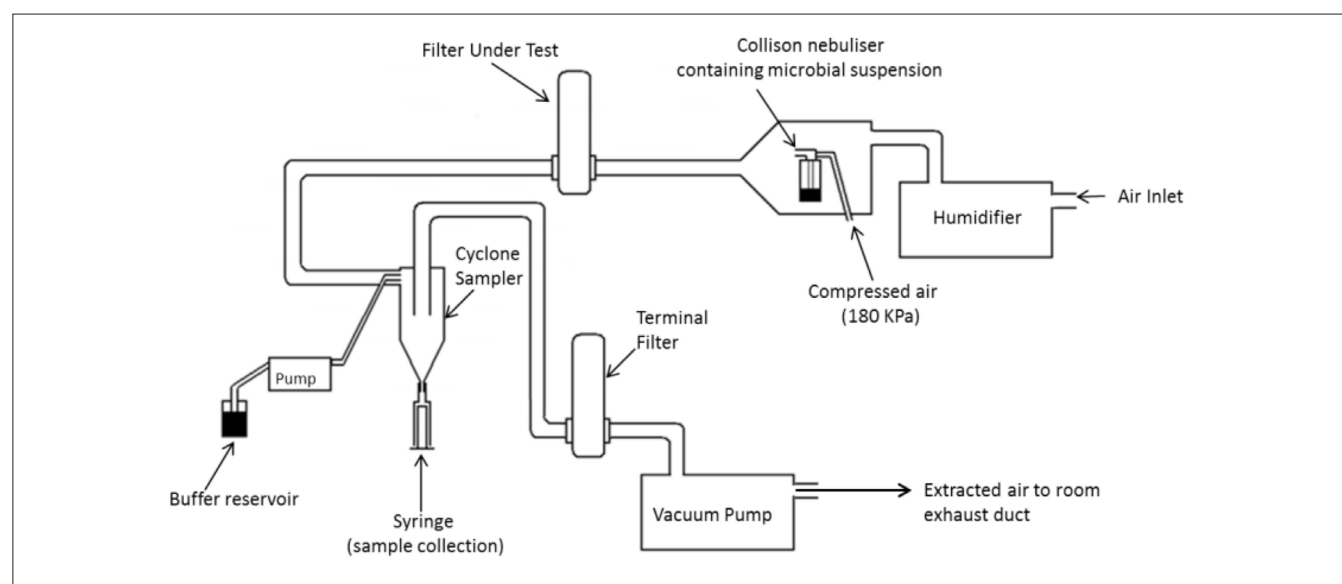 Filter Under Test
Collison nebuliser
containing microbial suspension
Air Inlet
Humidifier
Compressed air
(180 KPa)
Cyclone
Sampler
Terminal
Filter
Pump
Buffer reservoir
Syringe
(sample collection)
Vacuum Pump
Extracted air to room
exhaust duct